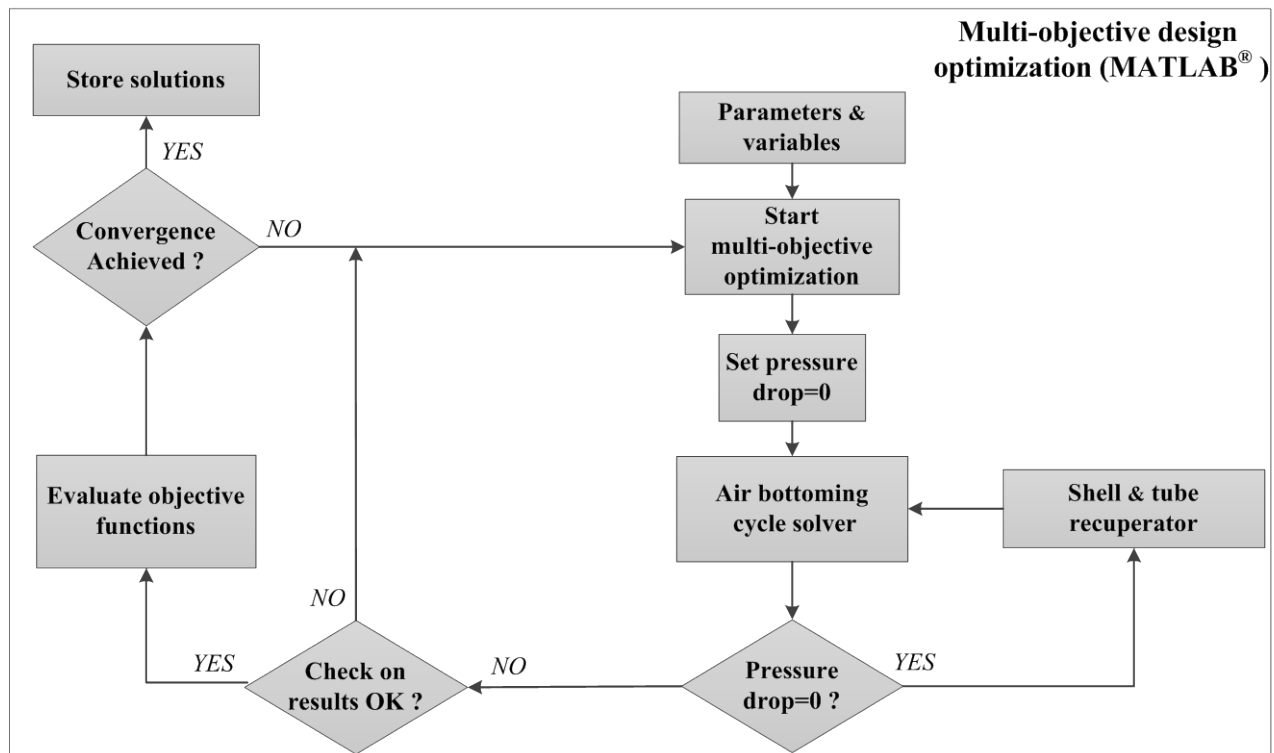 Multi-objective design
optimization (MATLAB® )
Store solutions
YES
Convergence
Achieved ?
NO
Parameters &
variables
Start
multi-objective
optimization
Set pressure
drop=0
Evaluate objective
functions
Air bottoming
cycle solver
Shell & tube
recuperator
NO
YES
Check on
results OK ?
NO
Pressure
drop=0 ?
YES